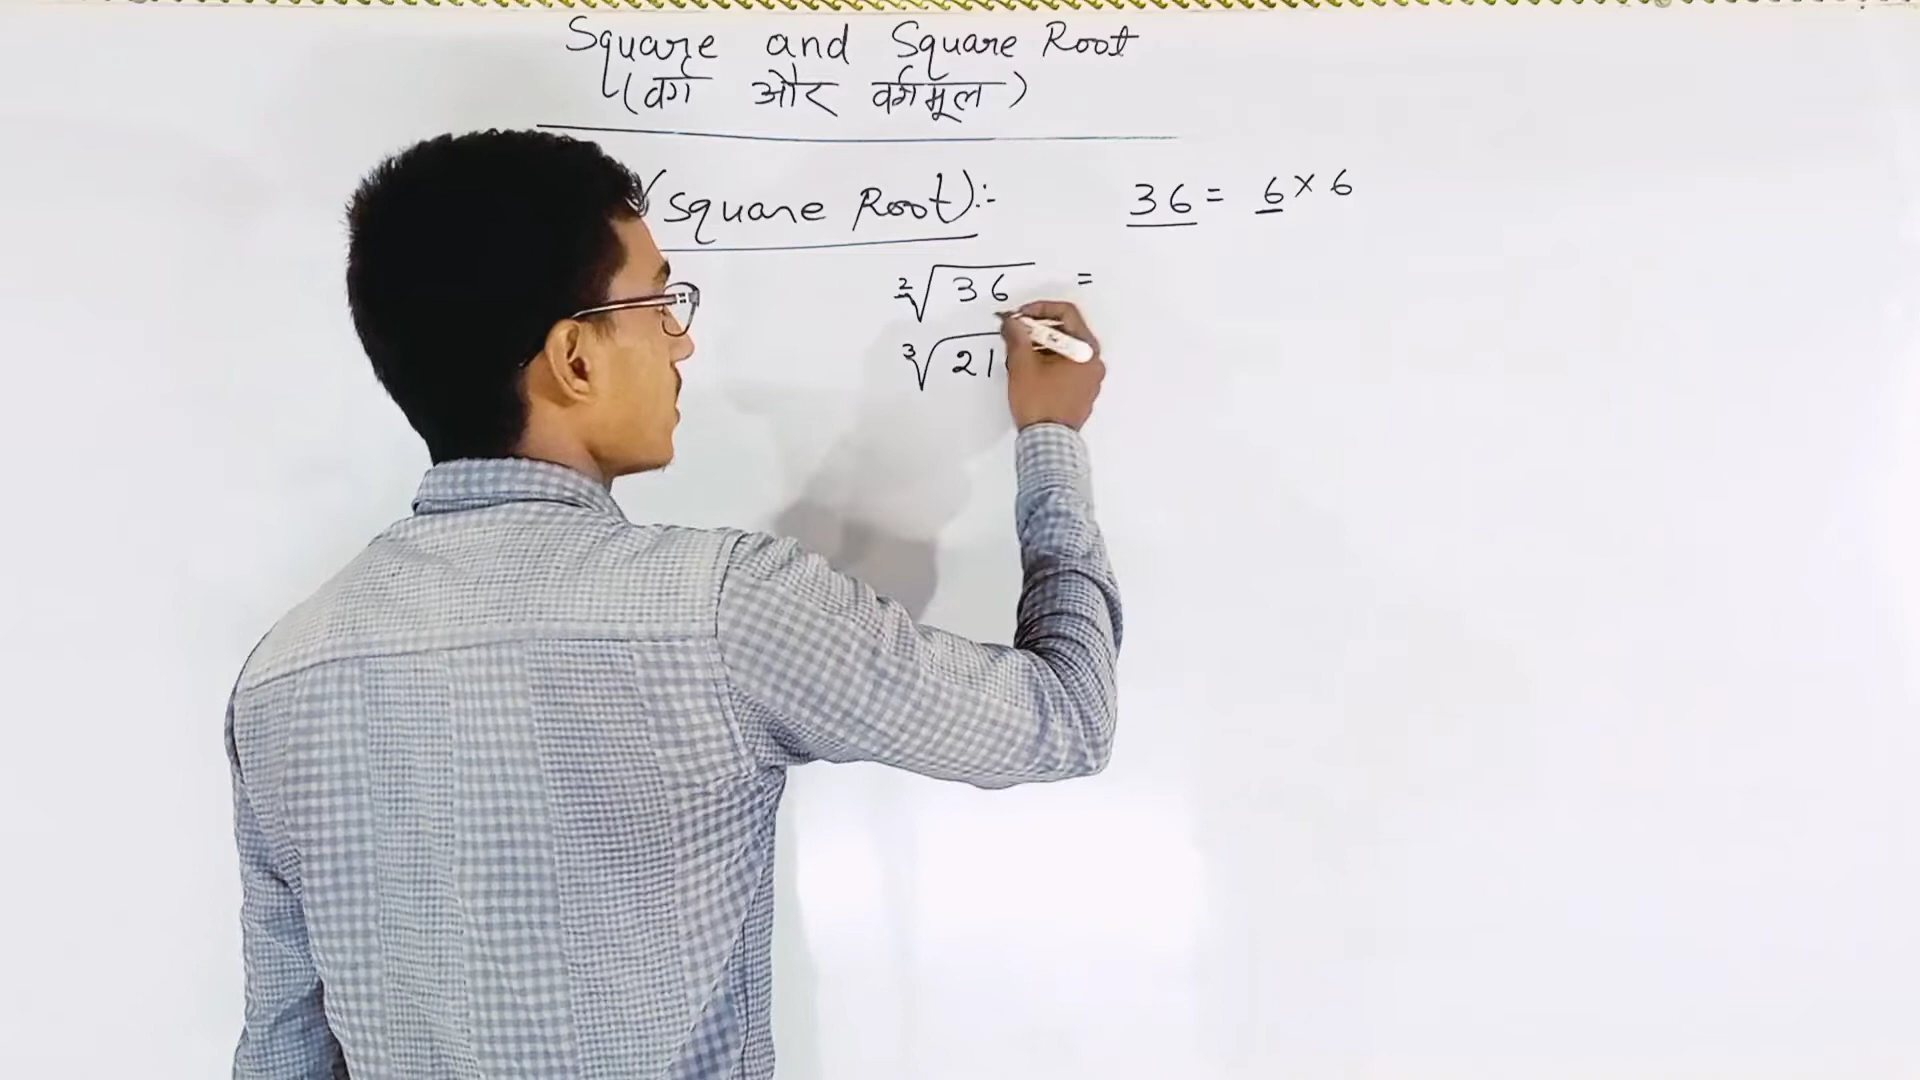 Square and Square Root
(वर्ग और वर्गमूल)
(Square Root):-
36 = 6 × 6
²√36 =
³√21